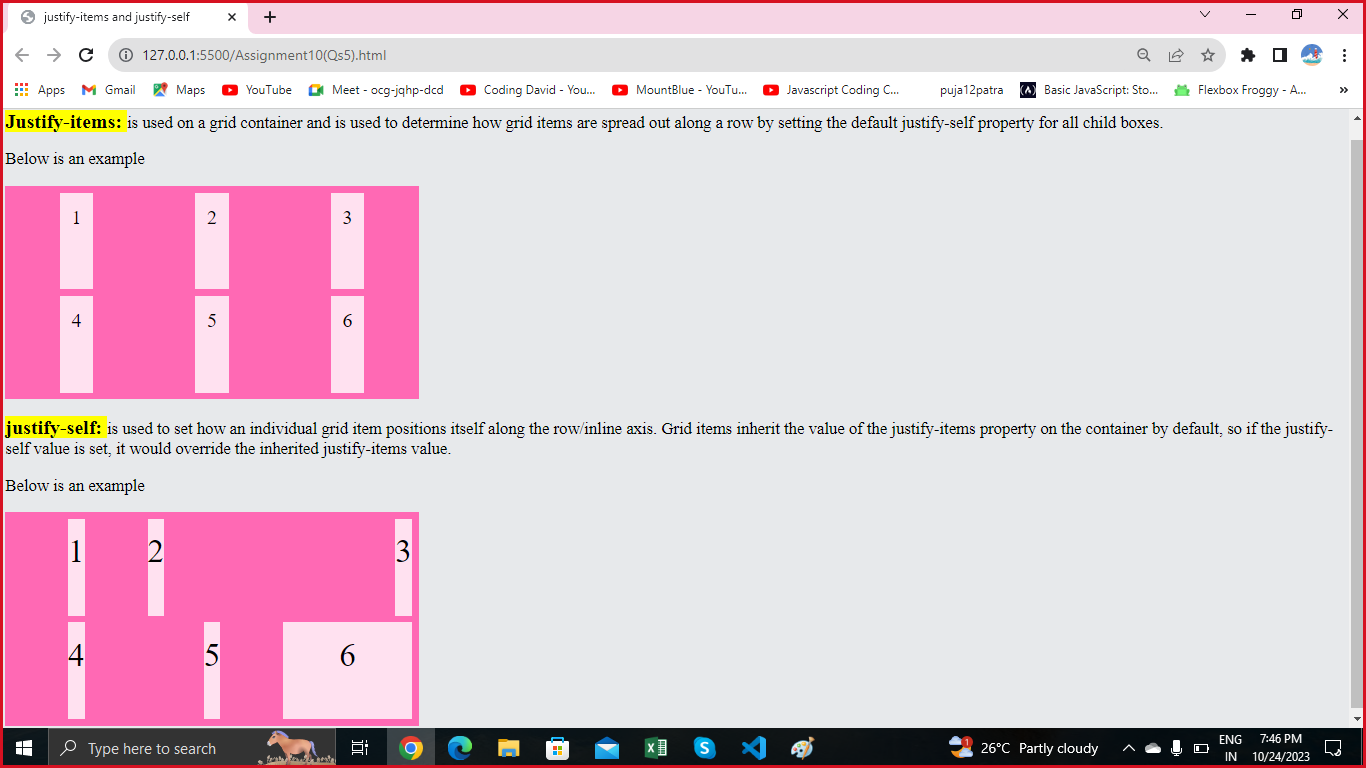 justify-items and justify-self
127.0.0.1:5500/Assignment10(Qs5).html
Apps Gmail Maps YouTube Meet - ocg-jqhp-dcd Coding David - You... MountBlue - YouTu... Javascript Coding C... puja12patra Basic JavaScript: Sto... Flexbox Froggy - A... »
Justify-items: is used on a grid container and is used to determine how grid items are spread out along a row by setting the default justify-self property for all child boxes.
Below is an example
1 2 3
4 5 6
justify-self: is used to set how an individual grid item positions itself along the row/inline axis. Grid items inherit the value of the justify-items property on the container by default, so if the justify-
self value is set, it would override the inherited justify-items value.
Below is an example
1 2 3
4 5 6
Type here to search
26°C Partly cloudy
ENG
IN
7:46 PM
10/24/2023